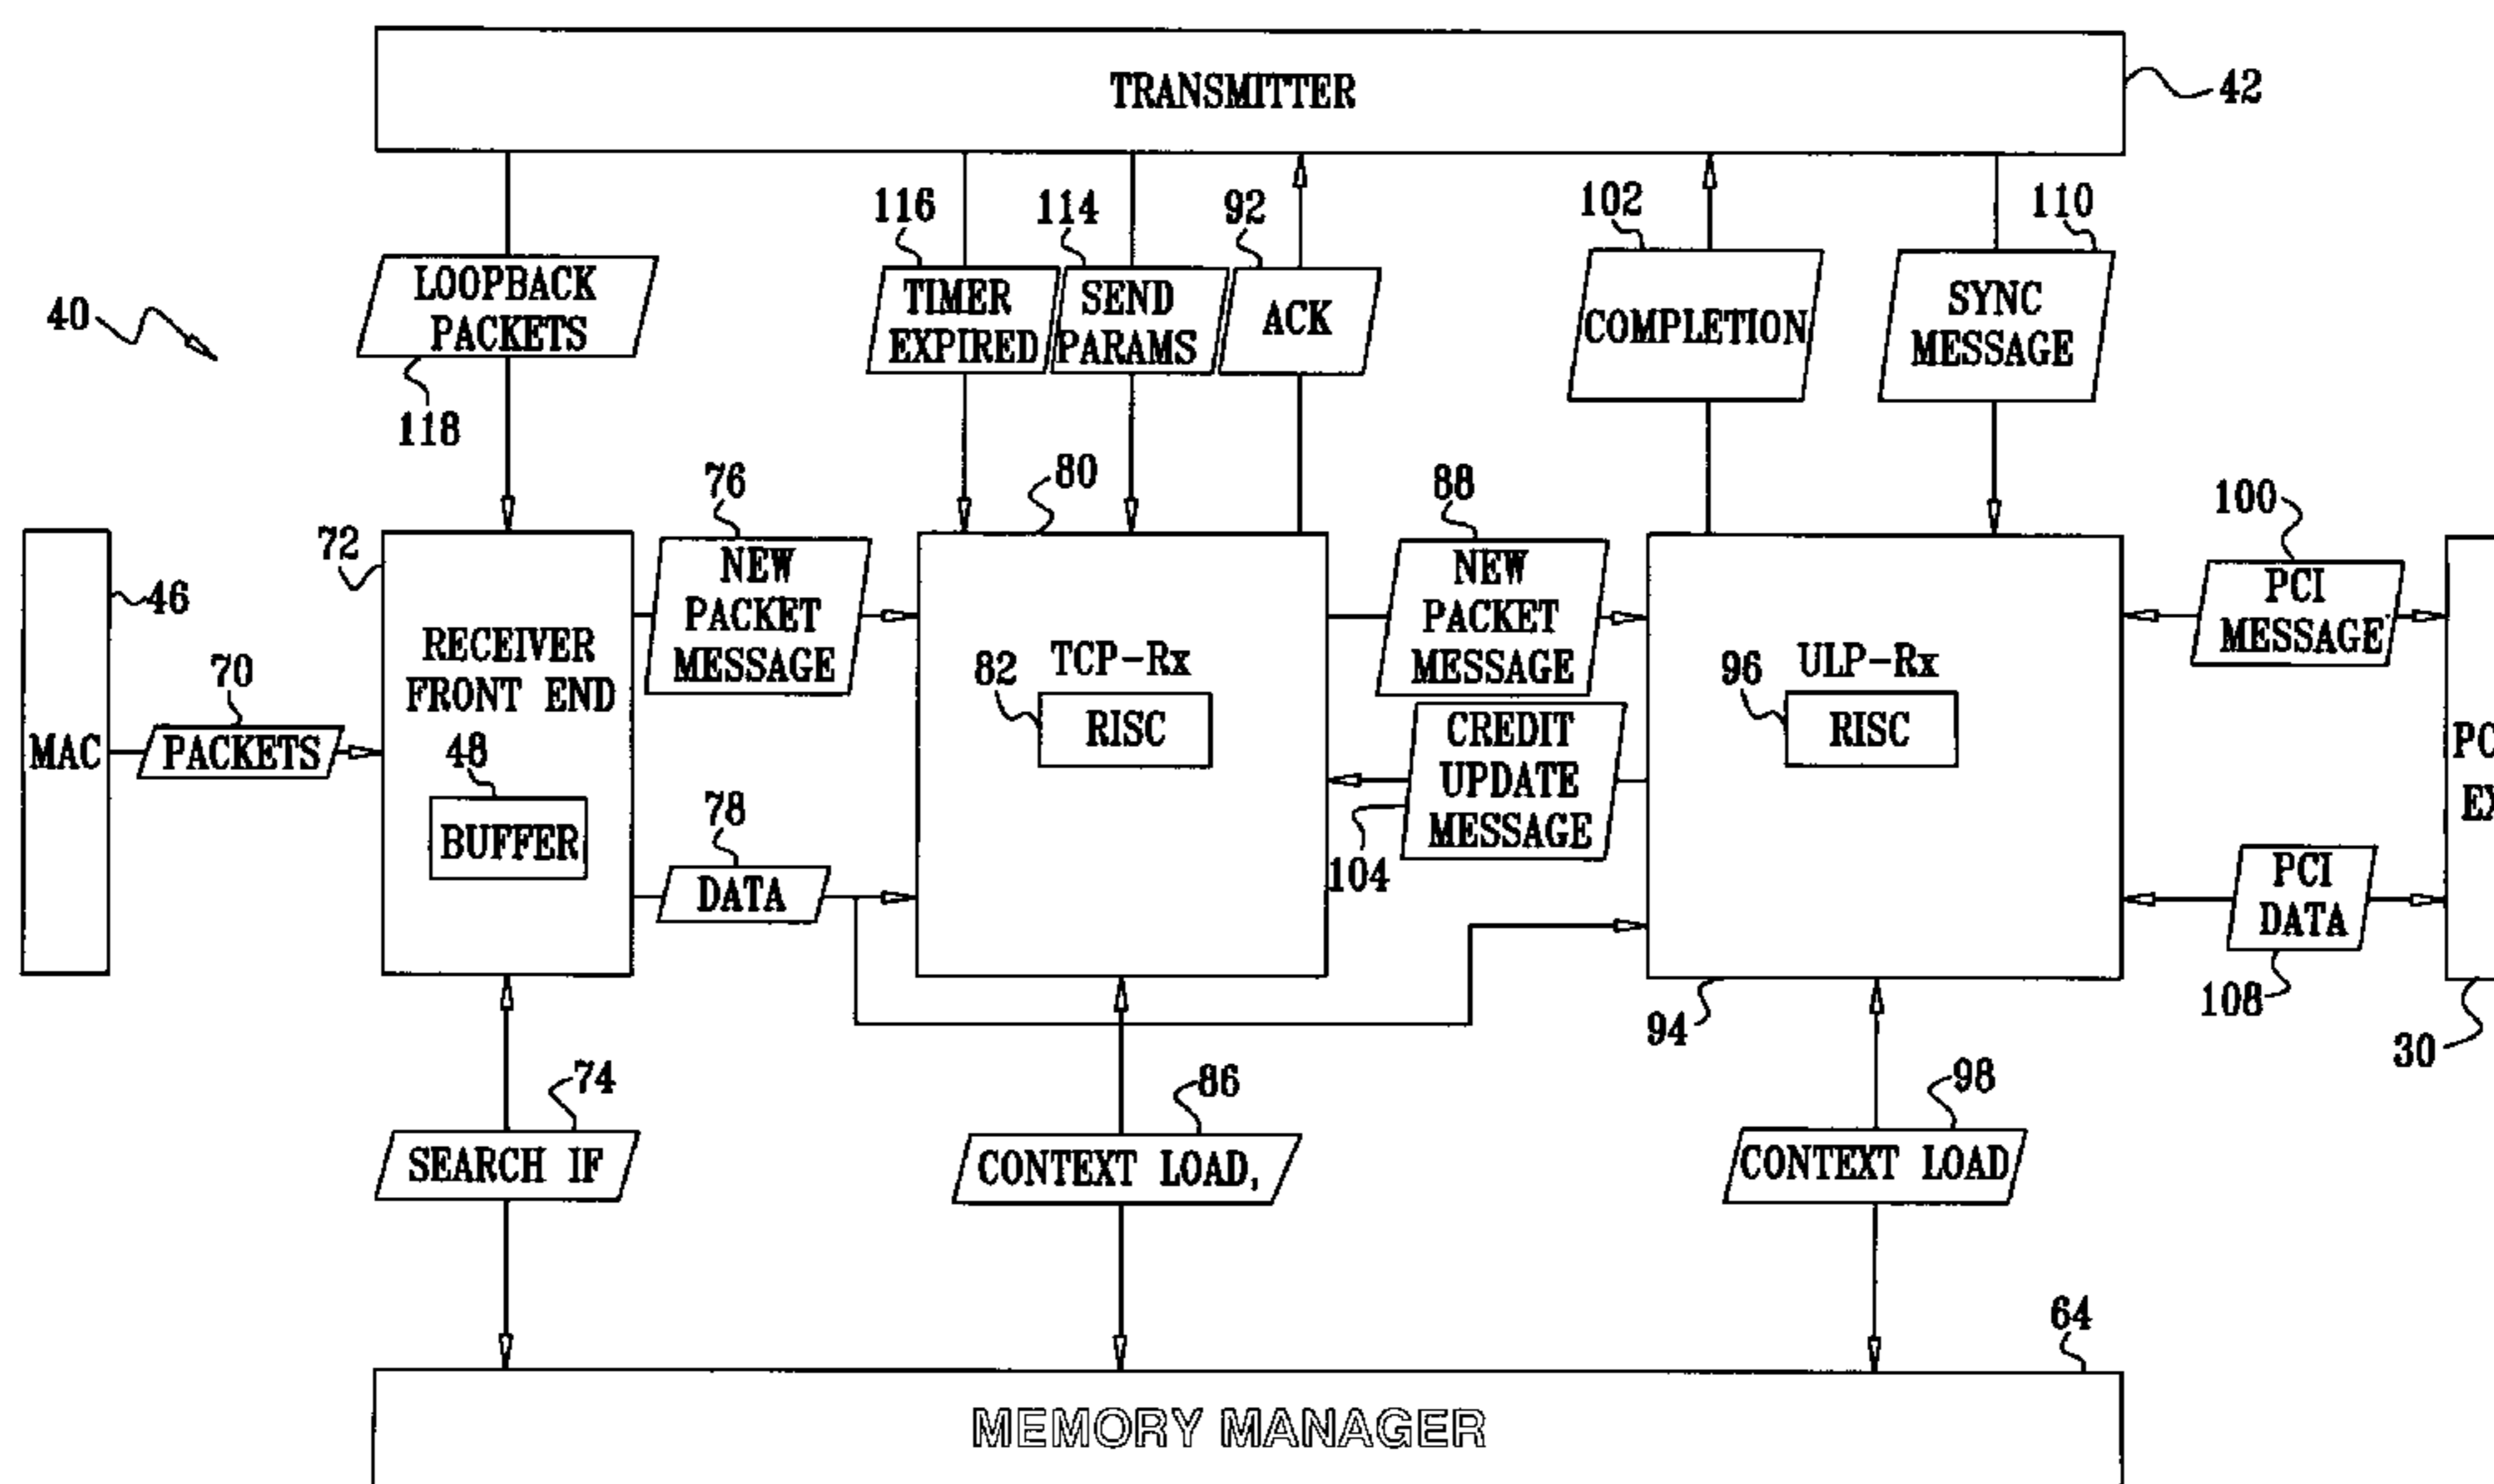 TRANSMITTER
42
116
114
92
102
110
LOOPBACK
PACKETS
118
TIMER
EXPIRED
SEND
PARAMS
ACK
COMPLETION
SYNC
MESSAGE
40
76
80
88
100
72
46
NEW
PACKET
MESSAGE
NEW
PACKET
MESSAGE
PCI
MESSAGE
RECEIVER
FRONT END
70
82
TCP-Rx
RISC
96
ULP-Rx
RISC
MAC
PACKETS
48
BUFFER
CREDIT
UPDATE
MESSAGE
104
PC
EX
78
DATA
PCI
DATA
108
94
30
74
SEARCH IF
86
CONTEXT LOAD,
98
CONTEXT LOAD
64
MEMORY MANAGER